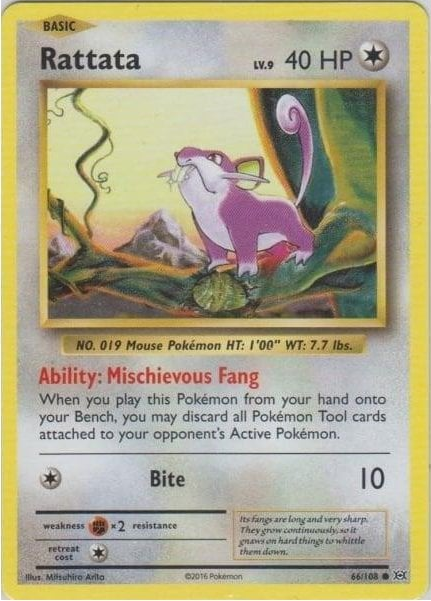 BASIC
Rattata LV.9 40 HP
NO. 019 Mouse Pokémon HT: 1'00" WT: 7.7 lbs.
Ability: Mischievous Fang
When you play this Pokémon from your hand onto
your Bench, you may discard all Pokémon Tool cards
attached to your opponent's Active Pokémon.
Bite 10
weakness ×2 resistance
retreat
cost
Its fangs are long and very sharp.
They grow continuously, so it
gnaws on hard things to whittle
them down.
Illus. Mitsuhiro Arita ©2016 Pokémon 66/108